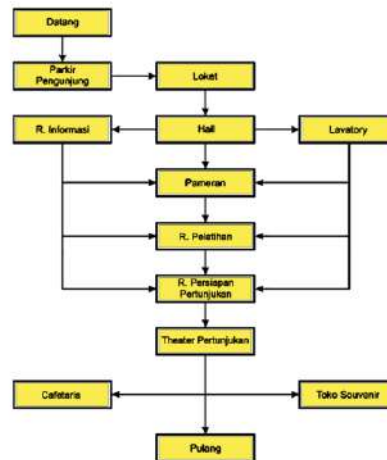 Datang
Parkir
Pengunjung
Loket
R. Informasi
Hall
Lavatory
Pameran
R. Pelatihan
R. Persiapan
Pertunjukan
Theater Pertunjukan
Cafetaria
Toko Souvenir
Pulang